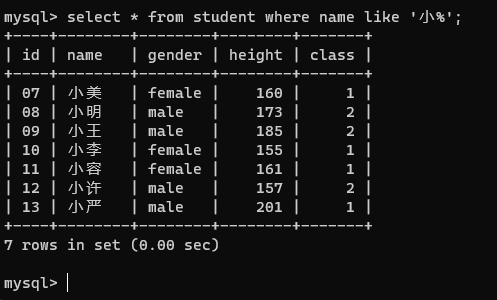 mysql> select * from student where name like '小%';
+----+--------+--------+--------+-------+
| id | name   | gender | height | class |
+----+--------+--------+--------+-------+
| 07 | 小美   | female |    160 |     1 |
| 08 | 小明   | male   |    173 |     2 |
| 09 | 小王   | male   |    185 |     2 |
| 10 | 小李   | female |    155 |     1 |
| 11 | 小容   | female |    161 |     1 |
| 12 | 小许   | male   |    157 |     2 |
| 13 | 小严   | male   |    201 |     1 |
+----+--------+--------+--------+-------+
7 rows in set (0.00 sec)
mysql>